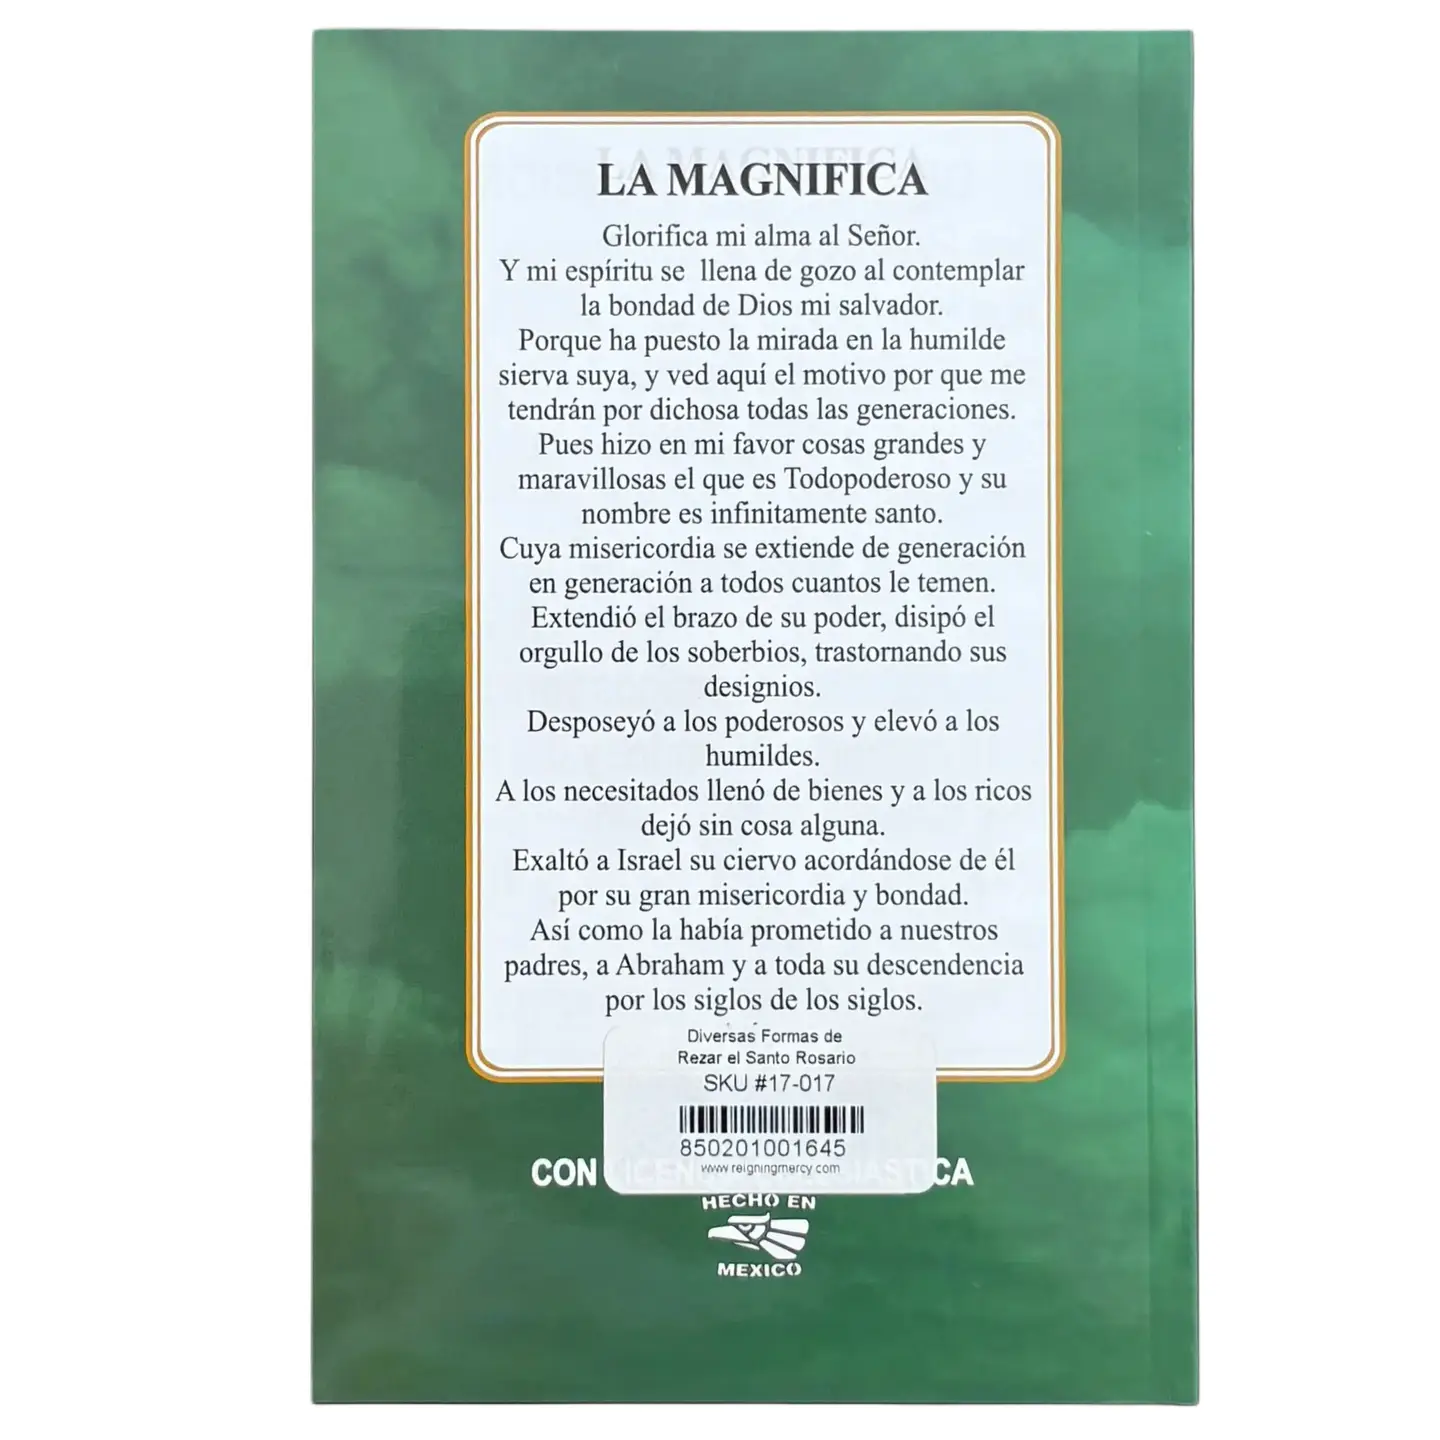 LA MAGNIFICA
Glorifica mi alma al Señor.
Y mi espíritu se llena de gozo al contemplar
la bondad de Dios mi salvador.
Porque ha puesto la mirada en la humilde
sierva suya, y ved aquí el motivo por que me
tendrán por dichosa todas las generaciones.
Pues hizo en mi favor cosas grandes y
maravillosas el que es Todopoderoso y su
nombre es infinitamente santo.
Cuya misericordia se extiende de generación
en generación a todos cuantos le temen.
Extendió el brazo de su poder, disipó el
orgullo de los soberbios, trastornando sus
designios.
Desposeyó a los poderosos y elevó a los
humildes.
A los necesitados llenó de bienes y a los ricos
dejó sin cosa alguna.
Exaltó a Israel su ciervo acordándose de él
por su gran misericordia y bondad.
Así como la había prometido a nuestros
padres, a Abraham y a toda su descendencia
por los siglos de los siglos.
Diversas Formas de
Rezar el Santo Rosario
SKU #17-017
850201001645
www.reigningmercy.com
CON
HECHO EN
MEXICO